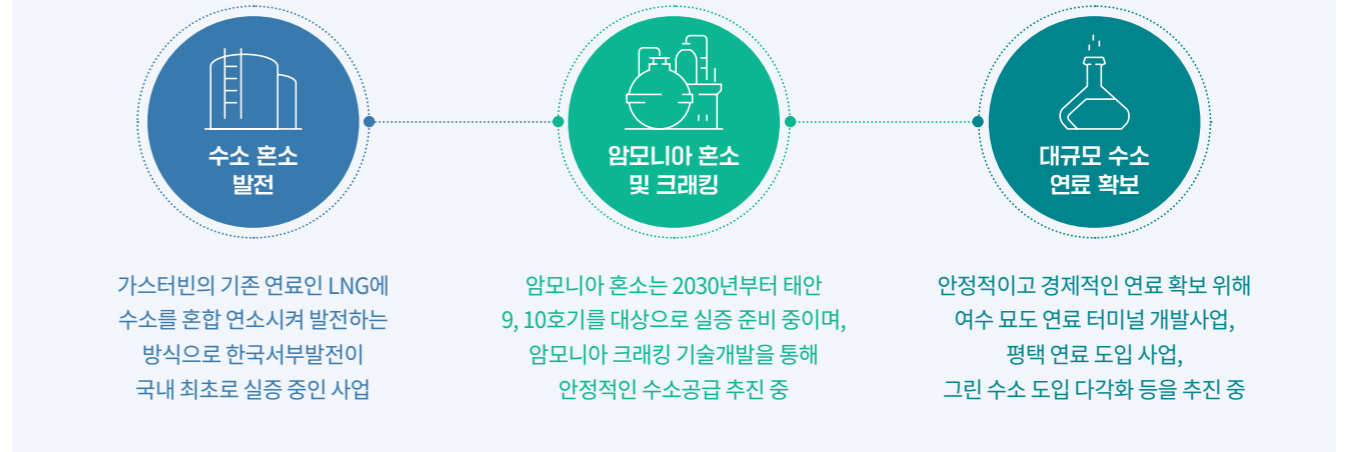 수소 혼소
발전
가스터빈의 기존 연료인 LNG에
수소를 혼합 연소시켜 발전하는
방식으로 한국서부발전이
국내 최초로 실증 중인 사업
암모니아 혼소
및 크래킹
암모니아 혼소는 2030년부터 태안
9, 10호기를 대상으로 실증 준비 중이며,
암모니아 크래킹 기술개발을 통해
안정적인 수소공급 추진 중
대규모 수소
연료 확보
안정적이고 경제적인 연료 확보 위해
여수 묘도 연료 터미널 개발사업,
평택 연료 도입 사업,
그린 수소 도입 다각화 등을 추진 중